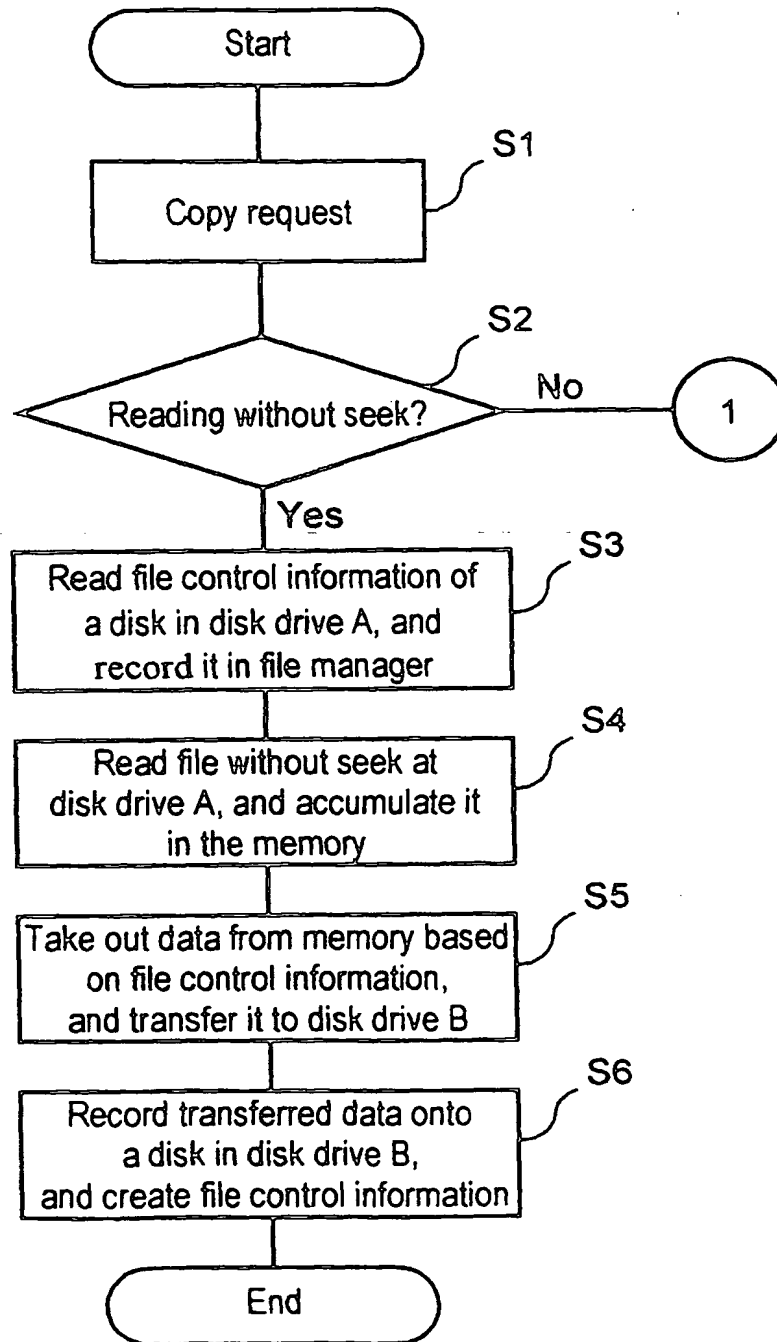 Start
S1
Copy request
S2
Reading without seek?
No
1
Yes
S3
Read file control information of
a disk in disk drive A, and
record it in file manager
S4
Read file without seek at
disk drive A, and accumulate it
in the memory
S5
Take out data from memory based
on file control information,
and transfer it to disk drive B
S6
Record transferred data onto
a disk in disk drive B,
and create file control information
End